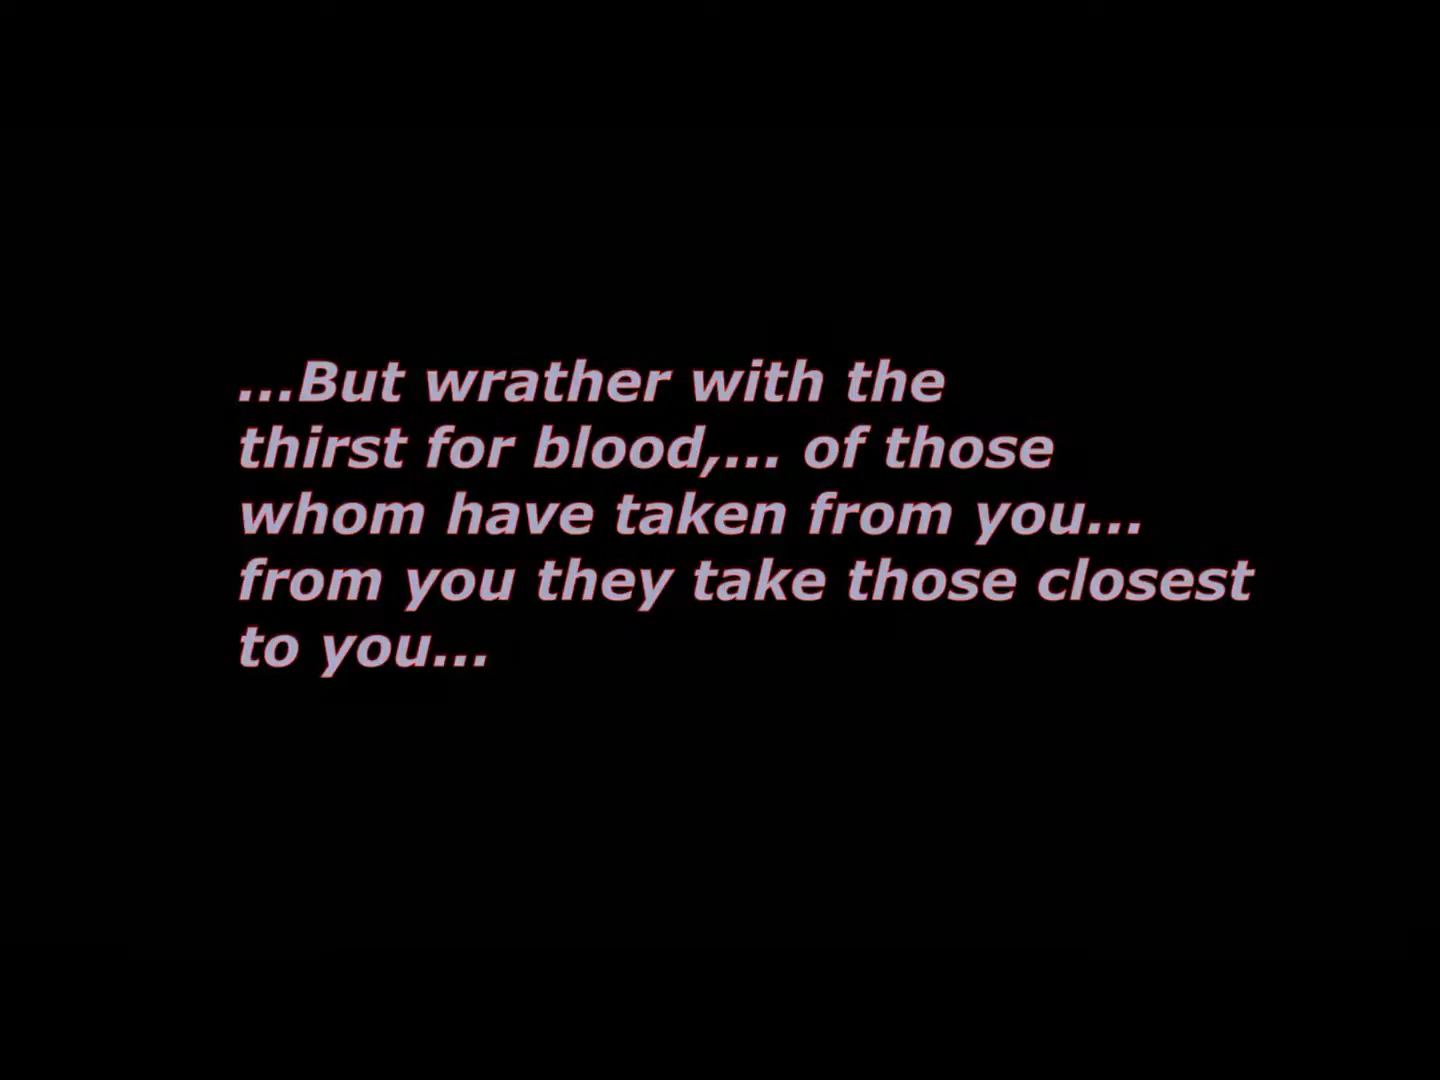 ...But wrather with the
thirst for blood,... of those
whom have taken from you...
from you they take those closest
to you...